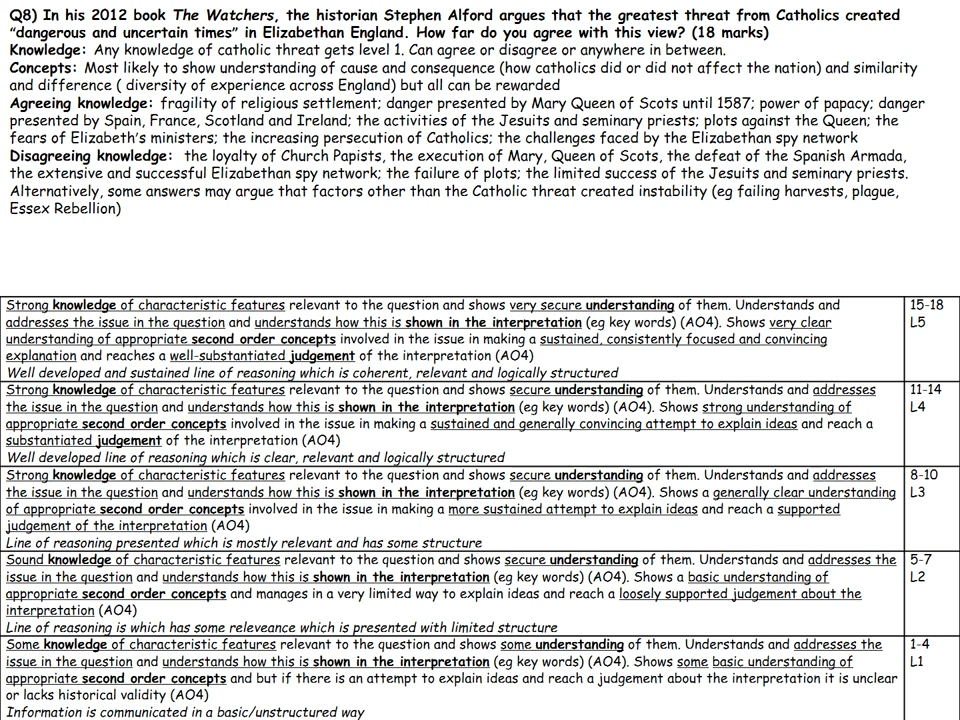 Q8) In his 2012 book The Watchers, the historian Stephen Alford argues that the greatest threat from Catholics created
"dangerous and uncertain times" in Elizabethan England. How far do you agree with this view? (18 marks)
Knowledge: Any knowledge of catholic threat gets level 1. Can agree or disagree or anywhere in between.
Concepts: Most likely to show understanding of cause and consequence (how catholics did or did not affect the nation) and similarity
and difference ( diversity of experience across England) but all can be rewarded
Agreeing knowledge: fragility of religious settlement; danger presented by Mary Queen of Scots until 1587; power of papacy; danger
presented by Spain, France, Scotland and Ireland; the activities of the Jesuits and seminary priests; plots against the Queen; the
fears of Elizabeth's ministers; the increasing persecution of Catholics; the challenges faced by the Elizabethan spy network
Disagreeing knowledge: the loyalty of Church Papists, the execution of Mary, Queen of Scots, the defeat of the Spanish Armada,
the extensive and successful Elizabethan spy network; the failure of plots; the limited success of the Jesuits and seminary priests.
Alternatively, some answers may argue that factors other than the Catholic threat created instability (eg failing harvests, plague,
Essex Rebellion)
Strong knowledge of characteristic features relevant to the question and shows very secure understanding of them. Understands and
addresses the issue in the question and understands how this is shown in the interpretation (eg key words) (AO4). Shows very clear
understanding of appropriate second order concepts involved in the issue in making a sustained, consistently focused and convincing
explanation and reaches a well-substantiated judgement of the interpretation (AO4)
Well developed and sustained line of reasoning which is coherent, relevant and logically structured
15-18
L5
Strong knowledge of characteristic features relevant to the question and shows secure understanding of them. Understands and addresses
the issue in the question and understands how this is shown in the interpretation (eg key words) (AO4). Shows strong understanding of
appropriate second order concepts involved in the issue in making a sustained and generally convincing attempt to explain ideas and reach a
substantiated judgement of the interpretation (AO4)
Well developed line of reasoning which is clear, relevant and logically structured
11-14
L4
Strong knowledge of characteristic features relevant to the question and shows secure understanding of them. Understands and addresses
the issue in the question and understands how this is shown in the interpretation (eg key words) (AO4). Shows a generally clear understanding
of appropriate second order concepts involved in the issue in making a more sustained attempt to explain ideas and reach a supported
judgement of the interpretation (AO4)
Line of reasoning presented which is mostly relevant and has some structure
8-10
L3
Sound knowledge of characteristic features relevant to the question and shows secure understanding of them. Understands and addresses the
issue in the question and understands how this is shown in the interpretation (eg key words) (AO4). Shows a basic understanding of
appropriate second order concepts and manages in a very limited way to explain ideas and reach a loosely supported judgement about the
interpretation (AO4)
Line of reasoning is which has some releveance which is presented with limited structure
5-7
L2
Some knowledge of characteristic features relevant to the question and shows some understanding of them. Understands and addresses the
issue in the question and understands how this is shown in the interpretation (eg key words) (AO4). Shows some basic understanding of
appropriate second order concepts and but if there is an attempt to explain ideas and reach a judgement about the interpretation it is unclear
or lacks historical validity (AO4)
Information is communicated in a basic/unstructured way
1-4
L1